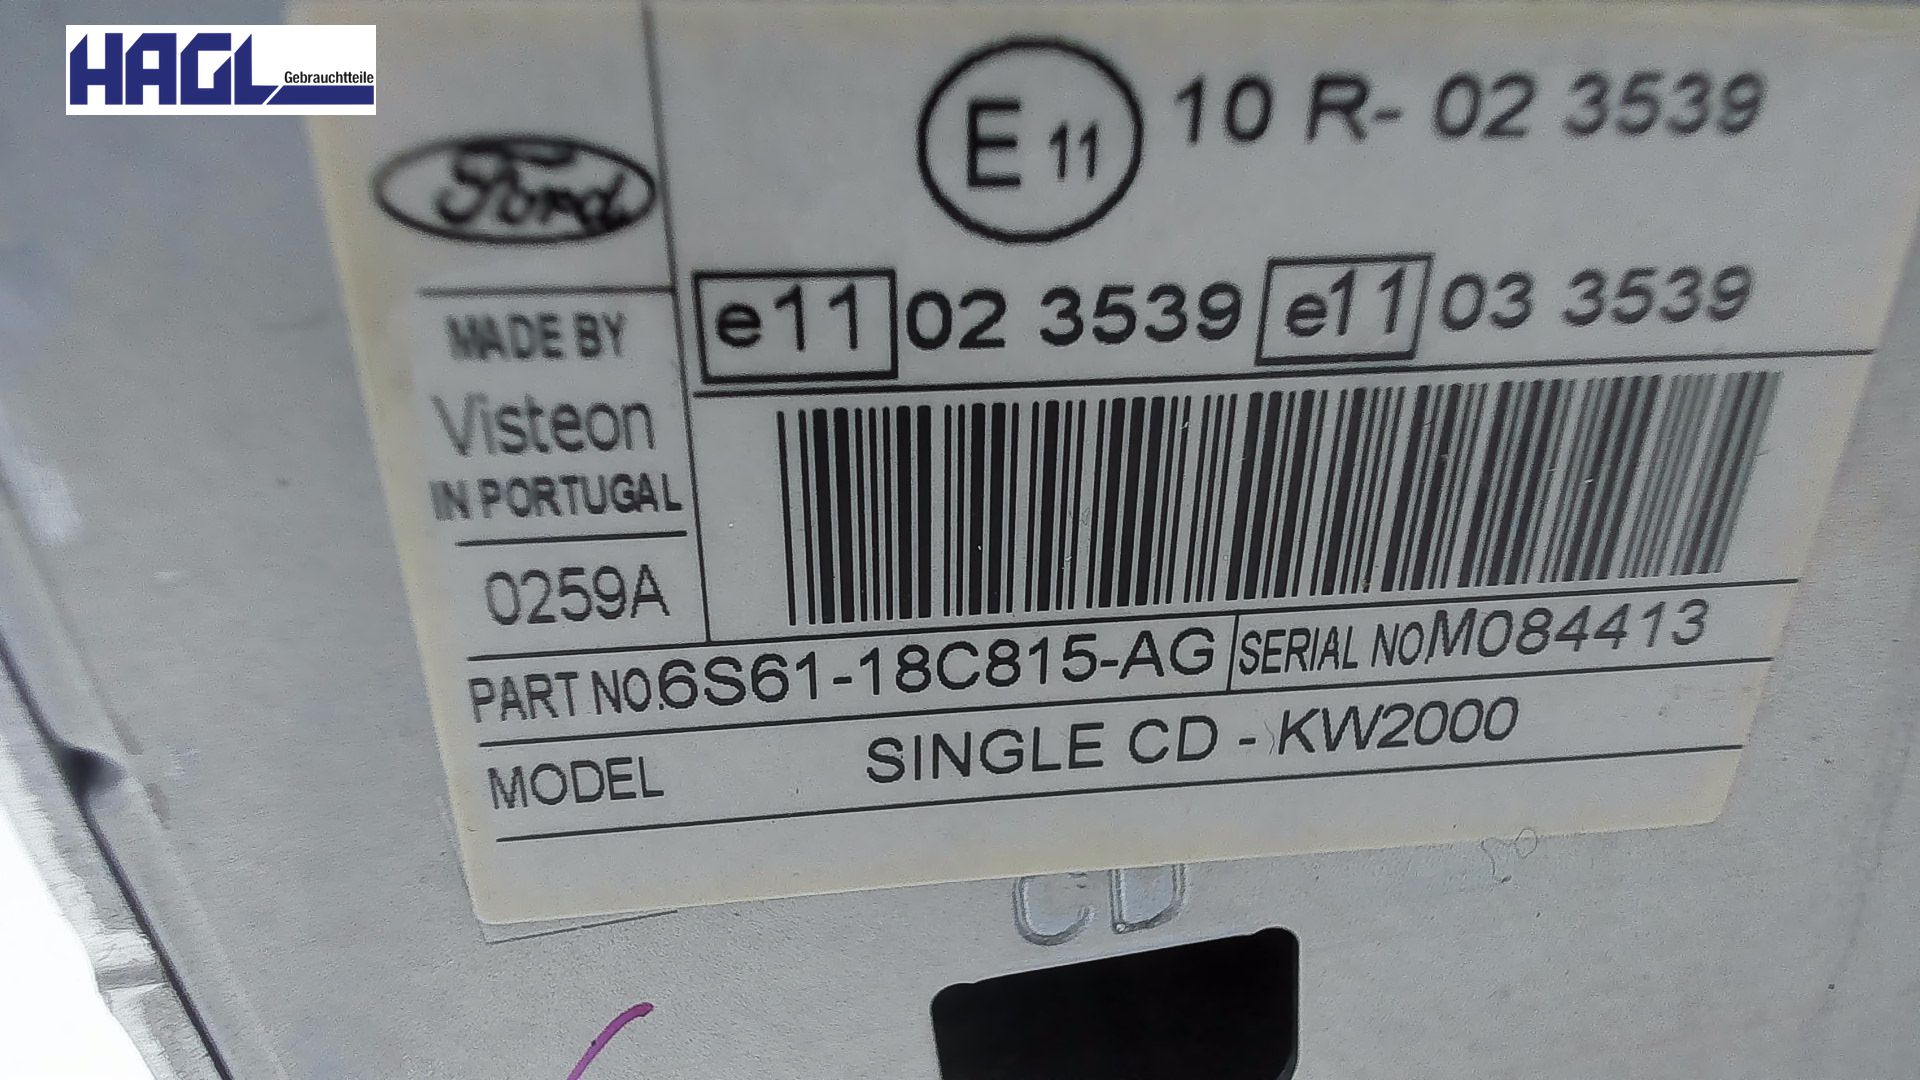 HAGL Gebrauchtteile
Ford
E 11 10 R- 02 3539
e11 02 3539 e11 03 3539
MADE BY
Visteon
IN PORTUGAL
0259A
PART NO. 6S61-18C815-AG SERIAL NO M084413
MODEL SINGLE CD - KW2000
CD